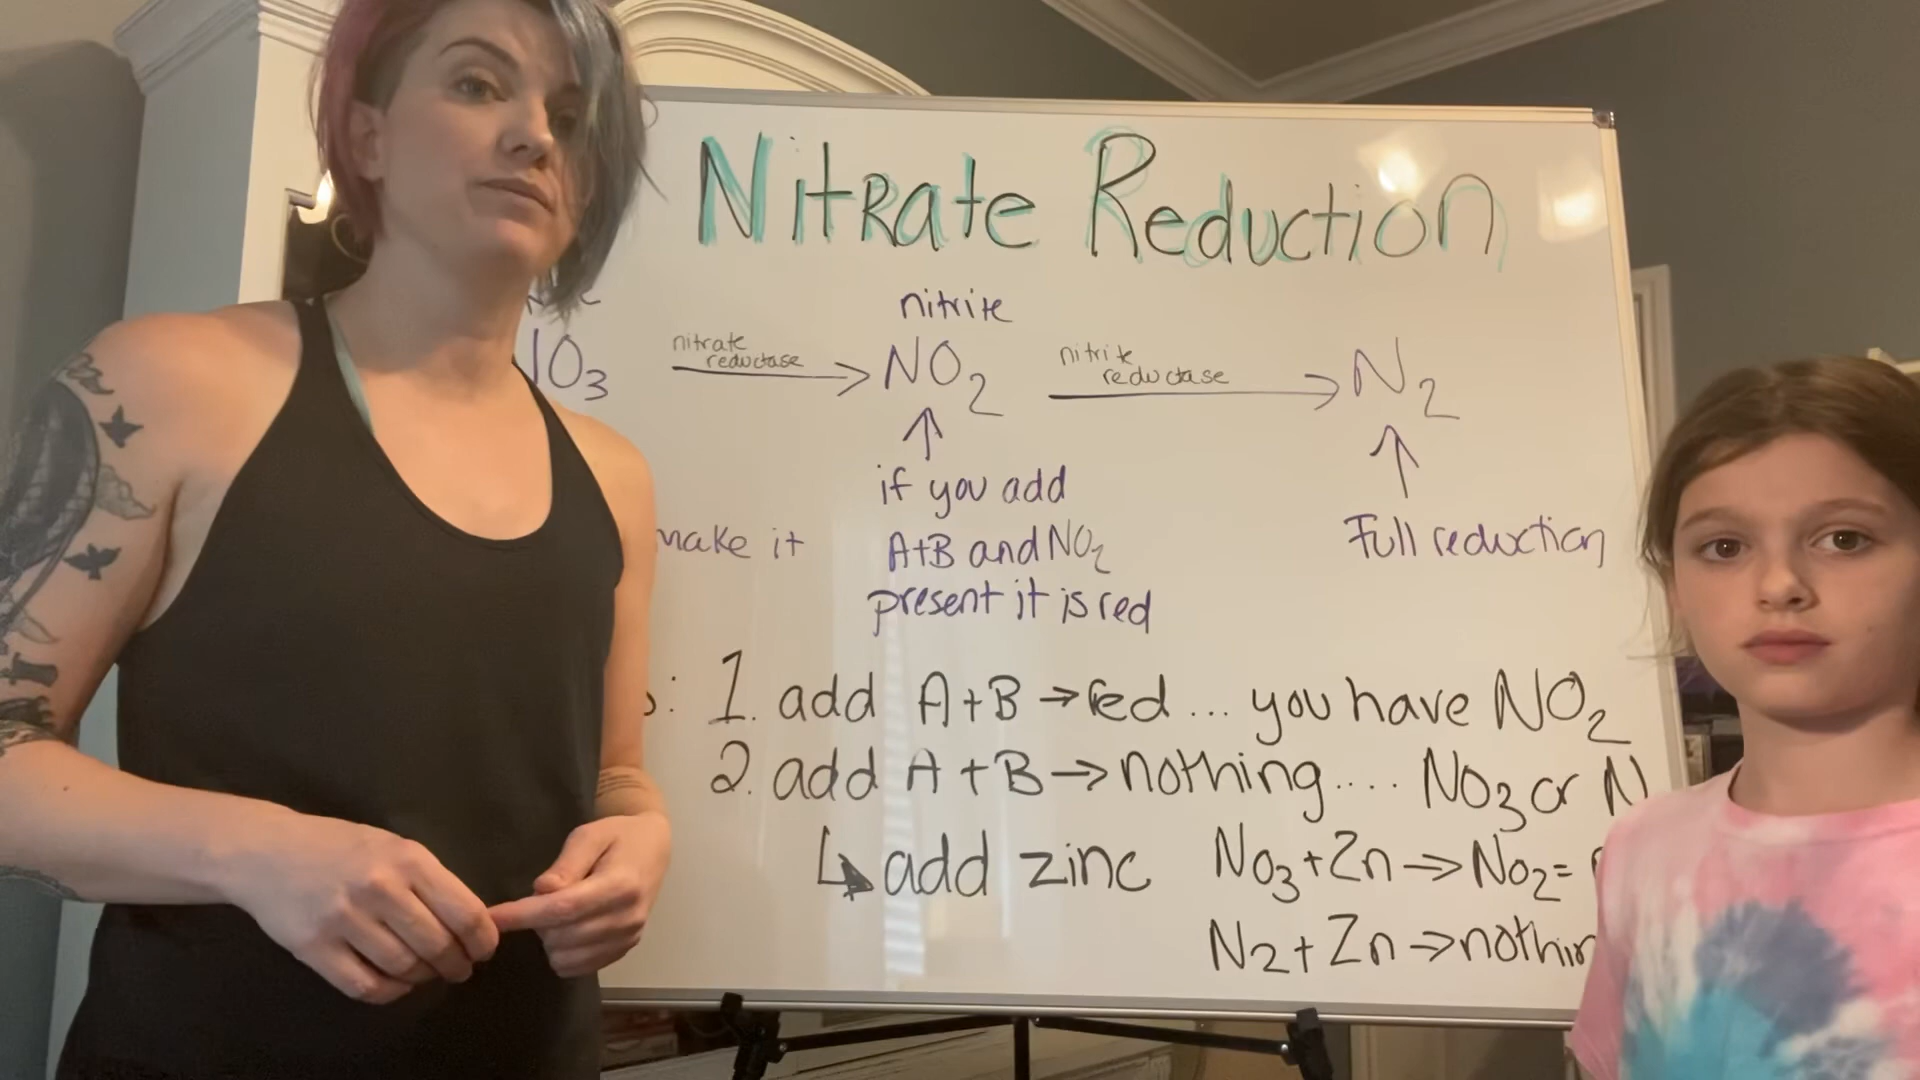 Nitrate Reduction
nitrite
nitrate
reductase
nitrite
reductase
NO2
N2
if you add
make it
A+B and NO2
Full reduction
present it is red
1. add A+B → red ... you have NO2
2. add A + B → nothing.... NO3 or N
↳ add zinc NO3 + Zn → NO2 =
N2 + Zn → nothin